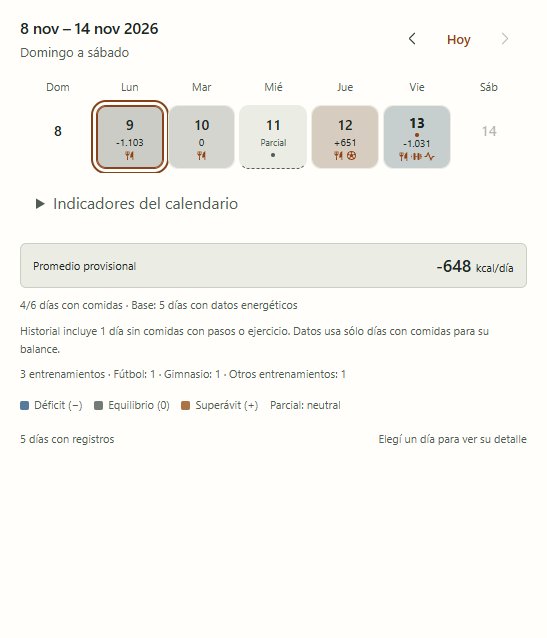 8 nov – 14 nov 2026
Domingo a sábado
Hoy
Dom Lun Mar Mié Jue Vie Sáb
8 9 10 11 12 13 14
-1.103 0 Parcial +651 -1.031
Indicadores del calendario
Promedio provisional -648 kcal/día
4/6 días con comidas · Base: 5 días con datos energéticos
Historial incluye 1 día sin comidas con pasos o ejercicio. Datos usa sólo días con comidas para su
balance.
3 entrenamientos · Fútbol: 1 · Gimnasio: 1 · Otros entrenamientos: 1
Déficit (−) Equilibrio (0) Superávit (+) Parcial: neutral
5 días con registros Elegí un día para ver su detalle